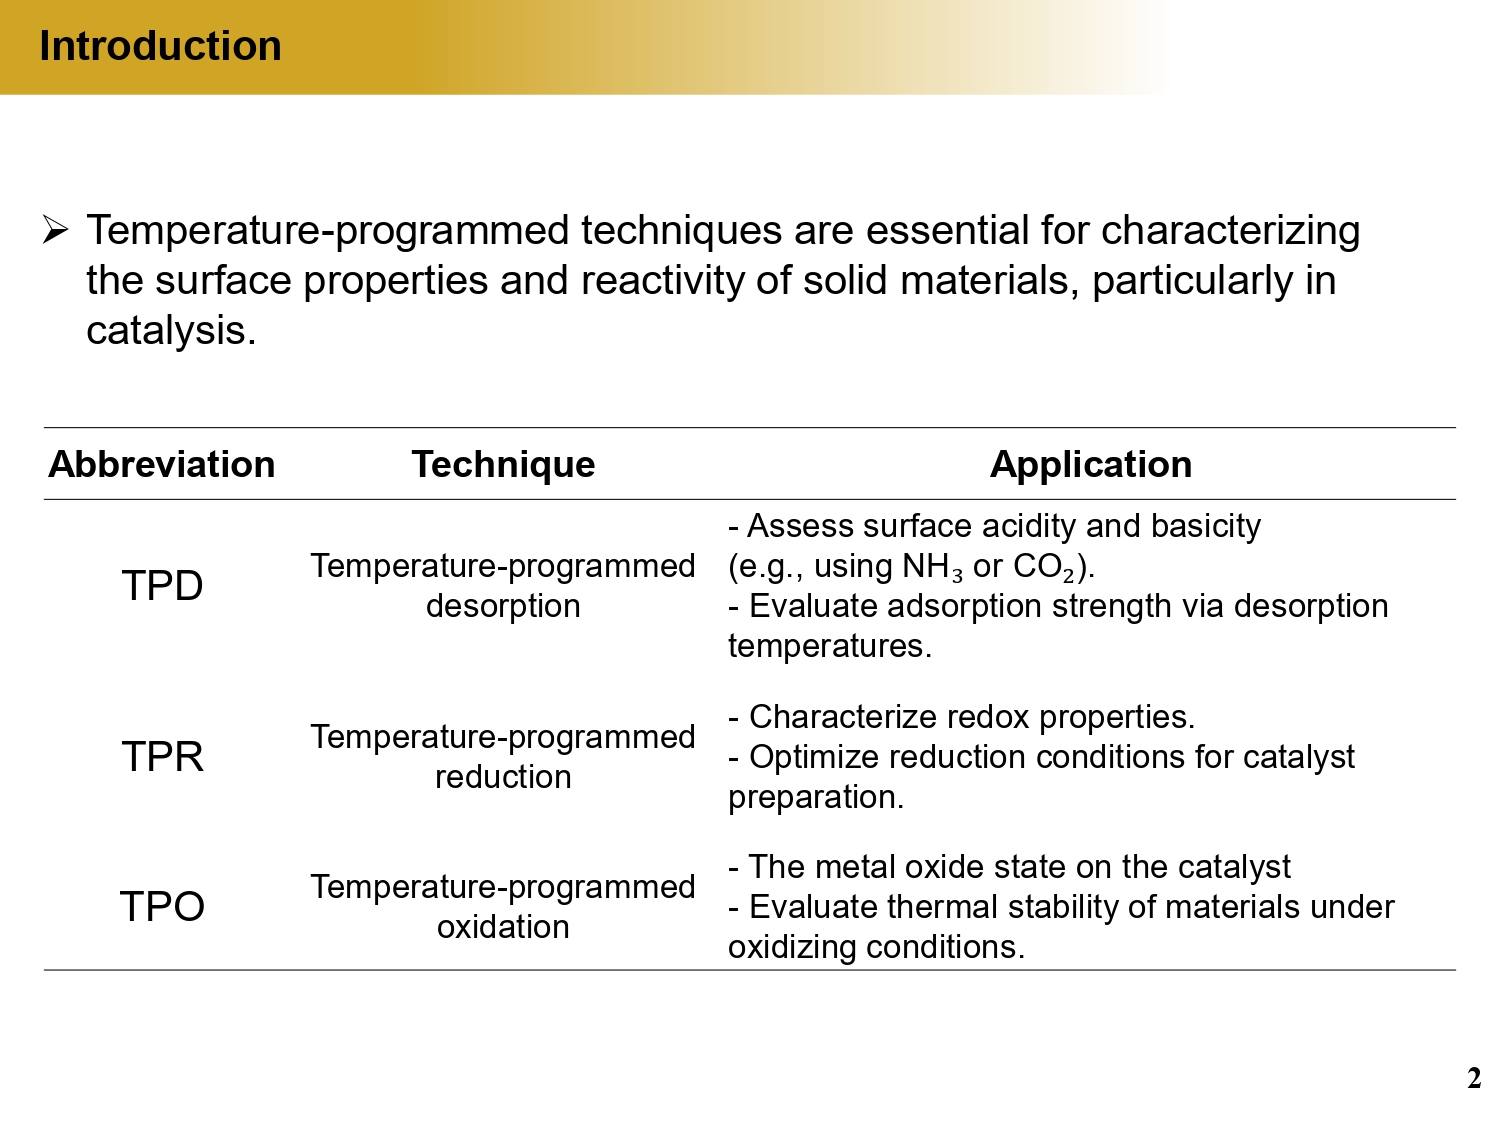 Introduction
➢ Temperature-programmed techniques are essential for characterizing
the surface properties and reactivity of solid materials, particularly in
catalysis.
Abbreviation Technique Application
TPD
Temperature-programmed
desorption
- Assess surface acidity and basicity
(e.g., using NH₃ or CO₂).
- Evaluate adsorption strength via desorption
temperatures.
TPR
Temperature-programmed
reduction
- Characterize redox properties.
- Optimize reduction conditions for catalyst
preparation.
TPO
Temperature-programmed
oxidation
- The metal oxide state on the catalyst
- Evaluate thermal stability of materials under
oxidizing conditions.
2